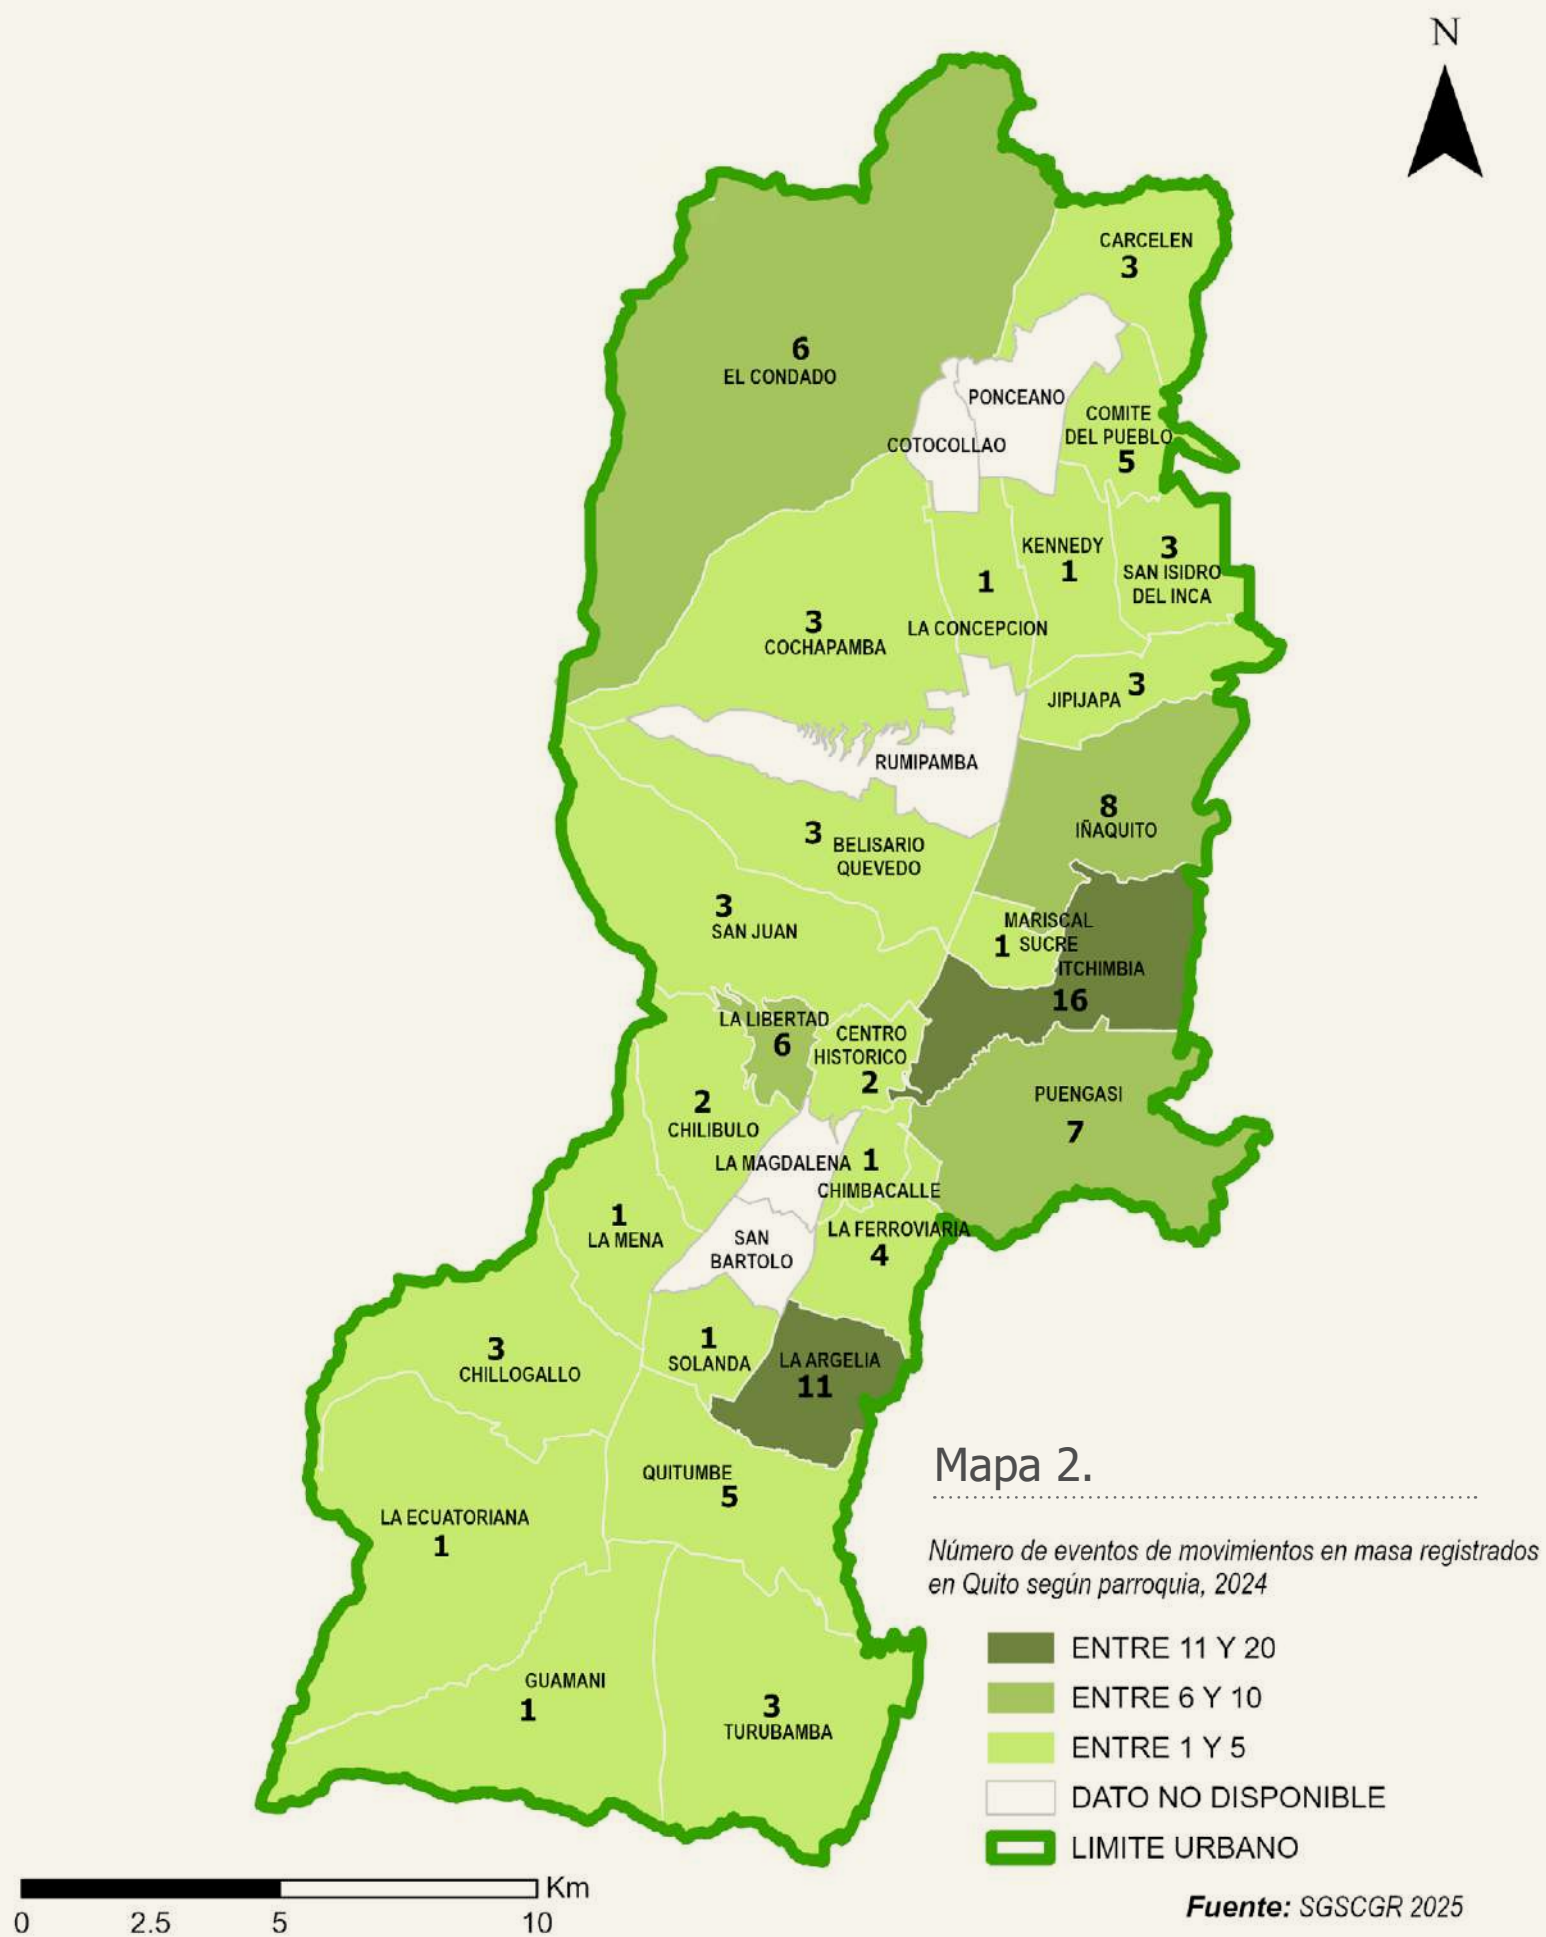 N
CARCELEN
3
6
EL CONDADO
PONCEANO
COMITE
DEL PUEBLO
5
COTOCOLLAO
KENNEDY
1
3
SAN ISIDRO
DEL INCA
1
LA CONCEPCION
3
COCHAPAMBA
JIPIJAPA 3
RUMIPAMBA
8
IÑAQUITO
3 BELISARIO
QUEVEDO
3
SAN JUAN
MARISCAL
1 SUCRE
ITCHIMBIA
16
LA LIBERTAD
6
CENTRO
HISTORICO
2
PUENGASI
7
2
CHILIBULO
LA MAGDALENA
1
CHIMBACALLE
1
LA MENA
SAN
BARTOLO
LA FERROVIARIA
4
1
SOLANDA
LA ARGELIA
11
3
CHILLOGALLO
QUITUMBE
5
LA ECUATORIANA
1
GUAMANI
1
3
TURUBAMBA
Mapa 2.
Número de eventos de movimientos en masa registrados
en Quito según parroquia, 2024
ENTRE 11 Y 20
ENTRE 6 Y 10
ENTRE 1 Y 5
DATO NO DISPONIBLE
LIMITE URBANO
Km
0 2.5 5 10
Fuente: SGSCGR 2025